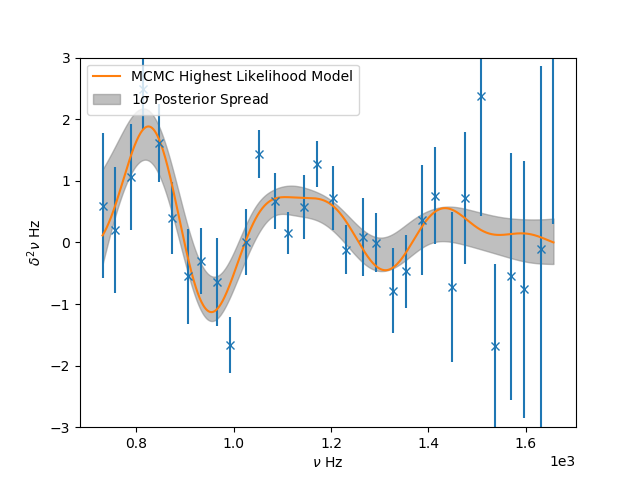 MCMC Highest Likelihood Model
1σ Posterior Spread
3
2
1
0
−1
−2
−3
δ²ν Hz
0.8 1.0 1.2 1.4 1.6
ν Hz
1e3